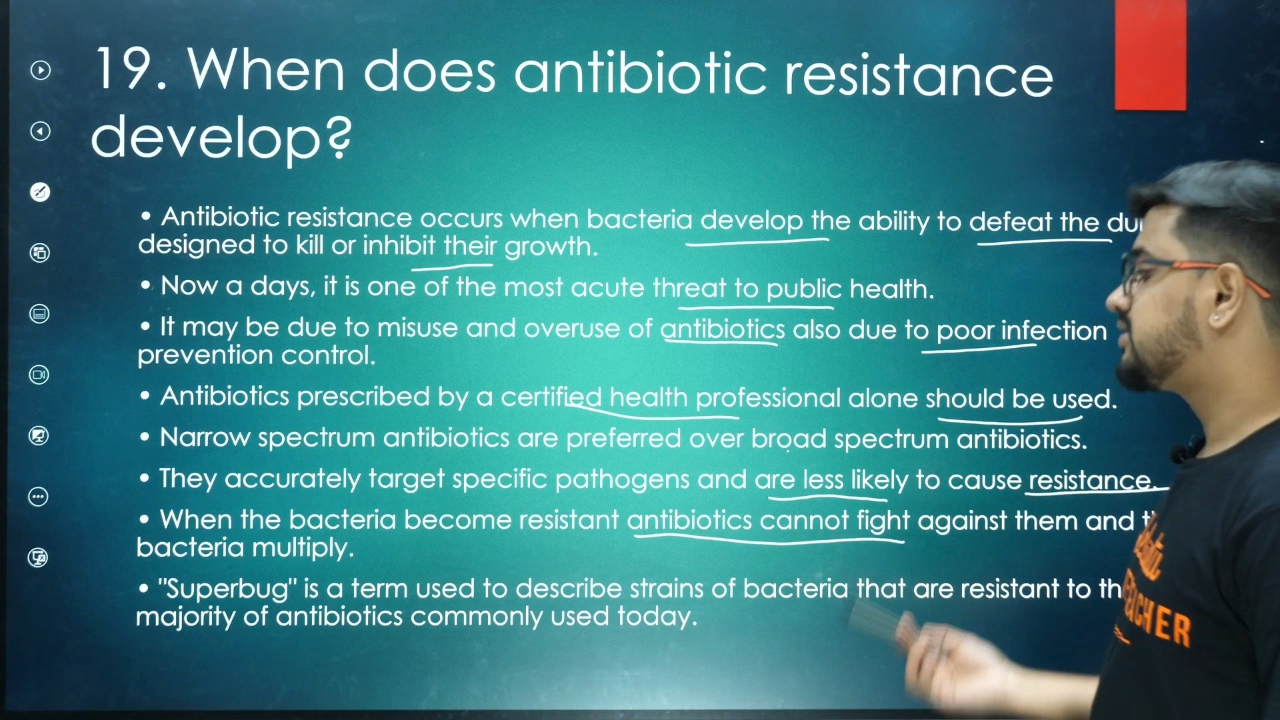 19. When does antibiotic resistance
develop?
• Antibiotic resistance occurs when bacteria develop the ability to defeat the
designed to kill or inhibit their growth.
• Now a days, it is one of the most acute threat to public health.
• It may be due to misuse and overuse of antibiotics also due to poor infection
prevention control.
• Antibiotics prescribed by a certified health professional alone should be used.
• Narrow spectrum antibiotics are preferred over broad spectrum antibiotics.
• They accurately target specific pathogens and are less likely to cause resistance.
• When the bacteria become resistant antibiotics cannot fight against them and
bacteria multiply.
• "Superbug" is a term used to describe strains of bacteria that are resistant to
majority of antibiotics commonly used today.